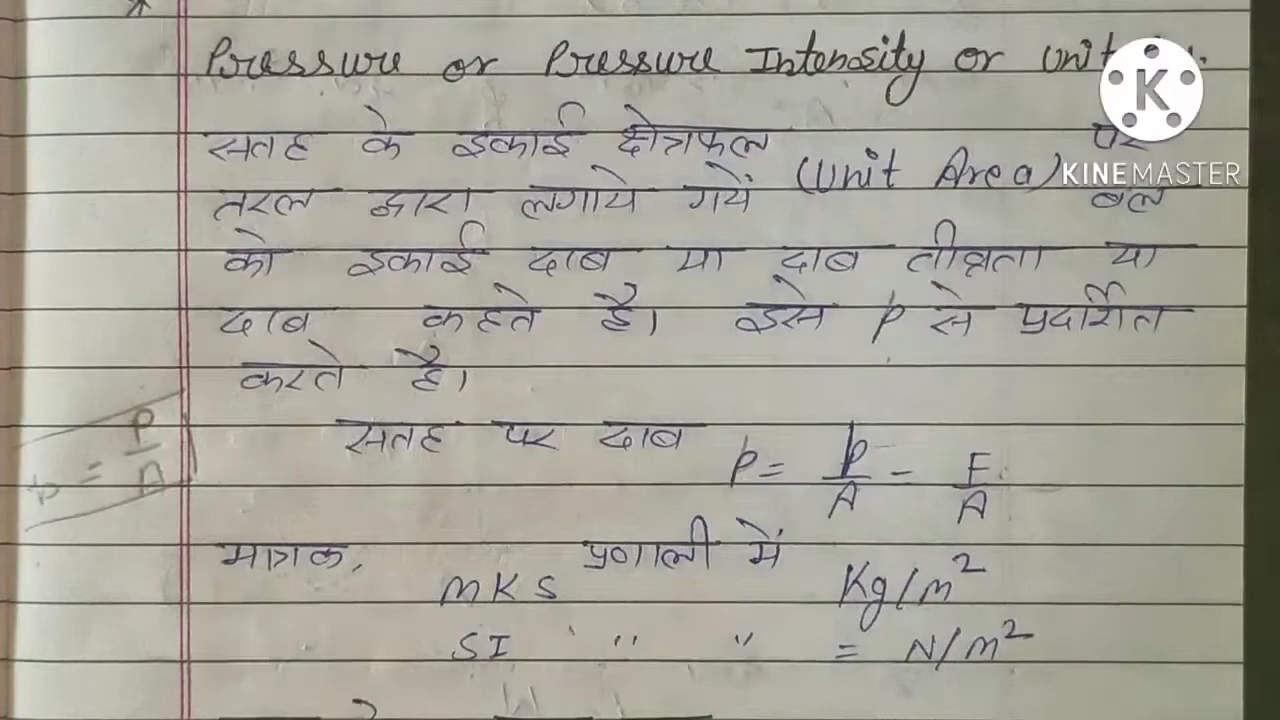 Pressure or Pressure Intensity or Unit
सतह के इकाई क्षेत्रफल (Unit Area) पर
तरल द्वारा लगाये गयें बल
को इकाई दाब या दाब तीव्रता या
दाब कहते है। इसे p से प्रदर्शित
करते है।
सतह पर दाब p = P/A = F/A
p = P/A
मात्रक, MKS प्रणाली में Kg/m²
SI " " = N/m²
K
KINEMASTER